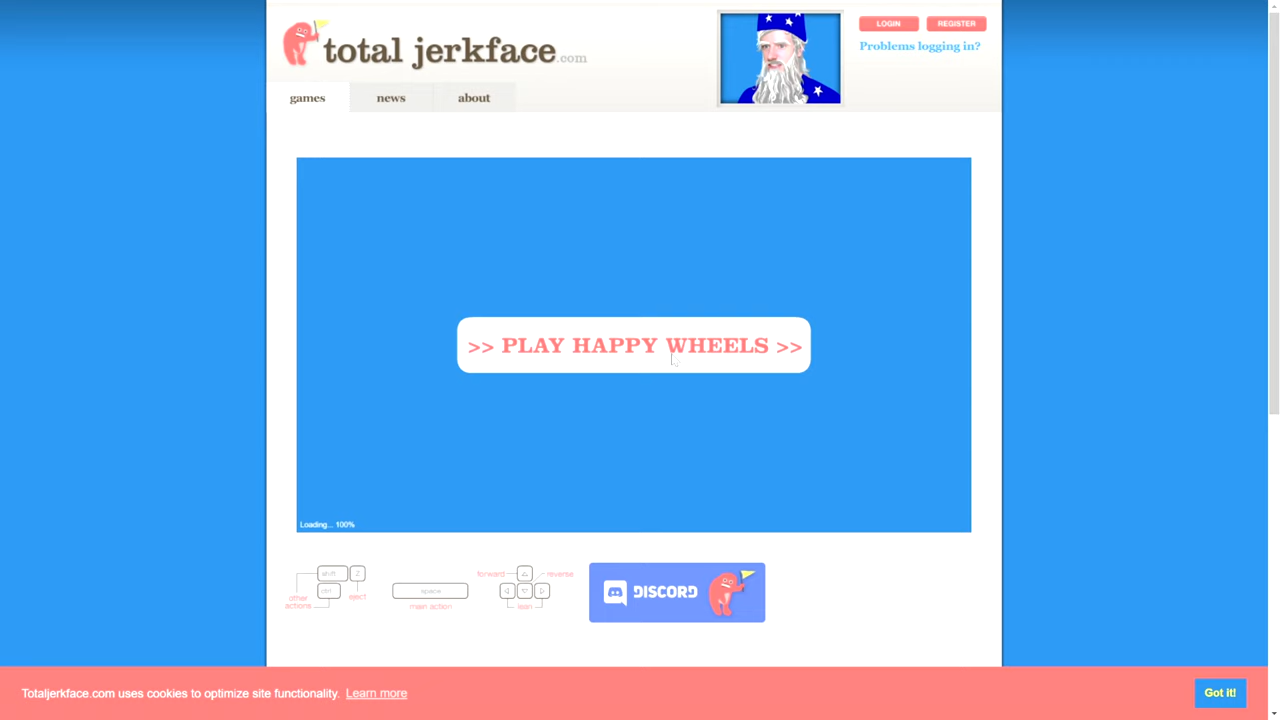 total jerkface.com
LOGIN
REGISTER
Problems logging in?
games
news
about
>> PLAY HAPPY WHEELS >>
Loading... 100%
shift
Z
ctrl
other
actions
eject
space
main action
forward
reverse
lean
DISCORD
Totaljerkface.com uses cookies to optimize site functionality. Learn more
Got it!